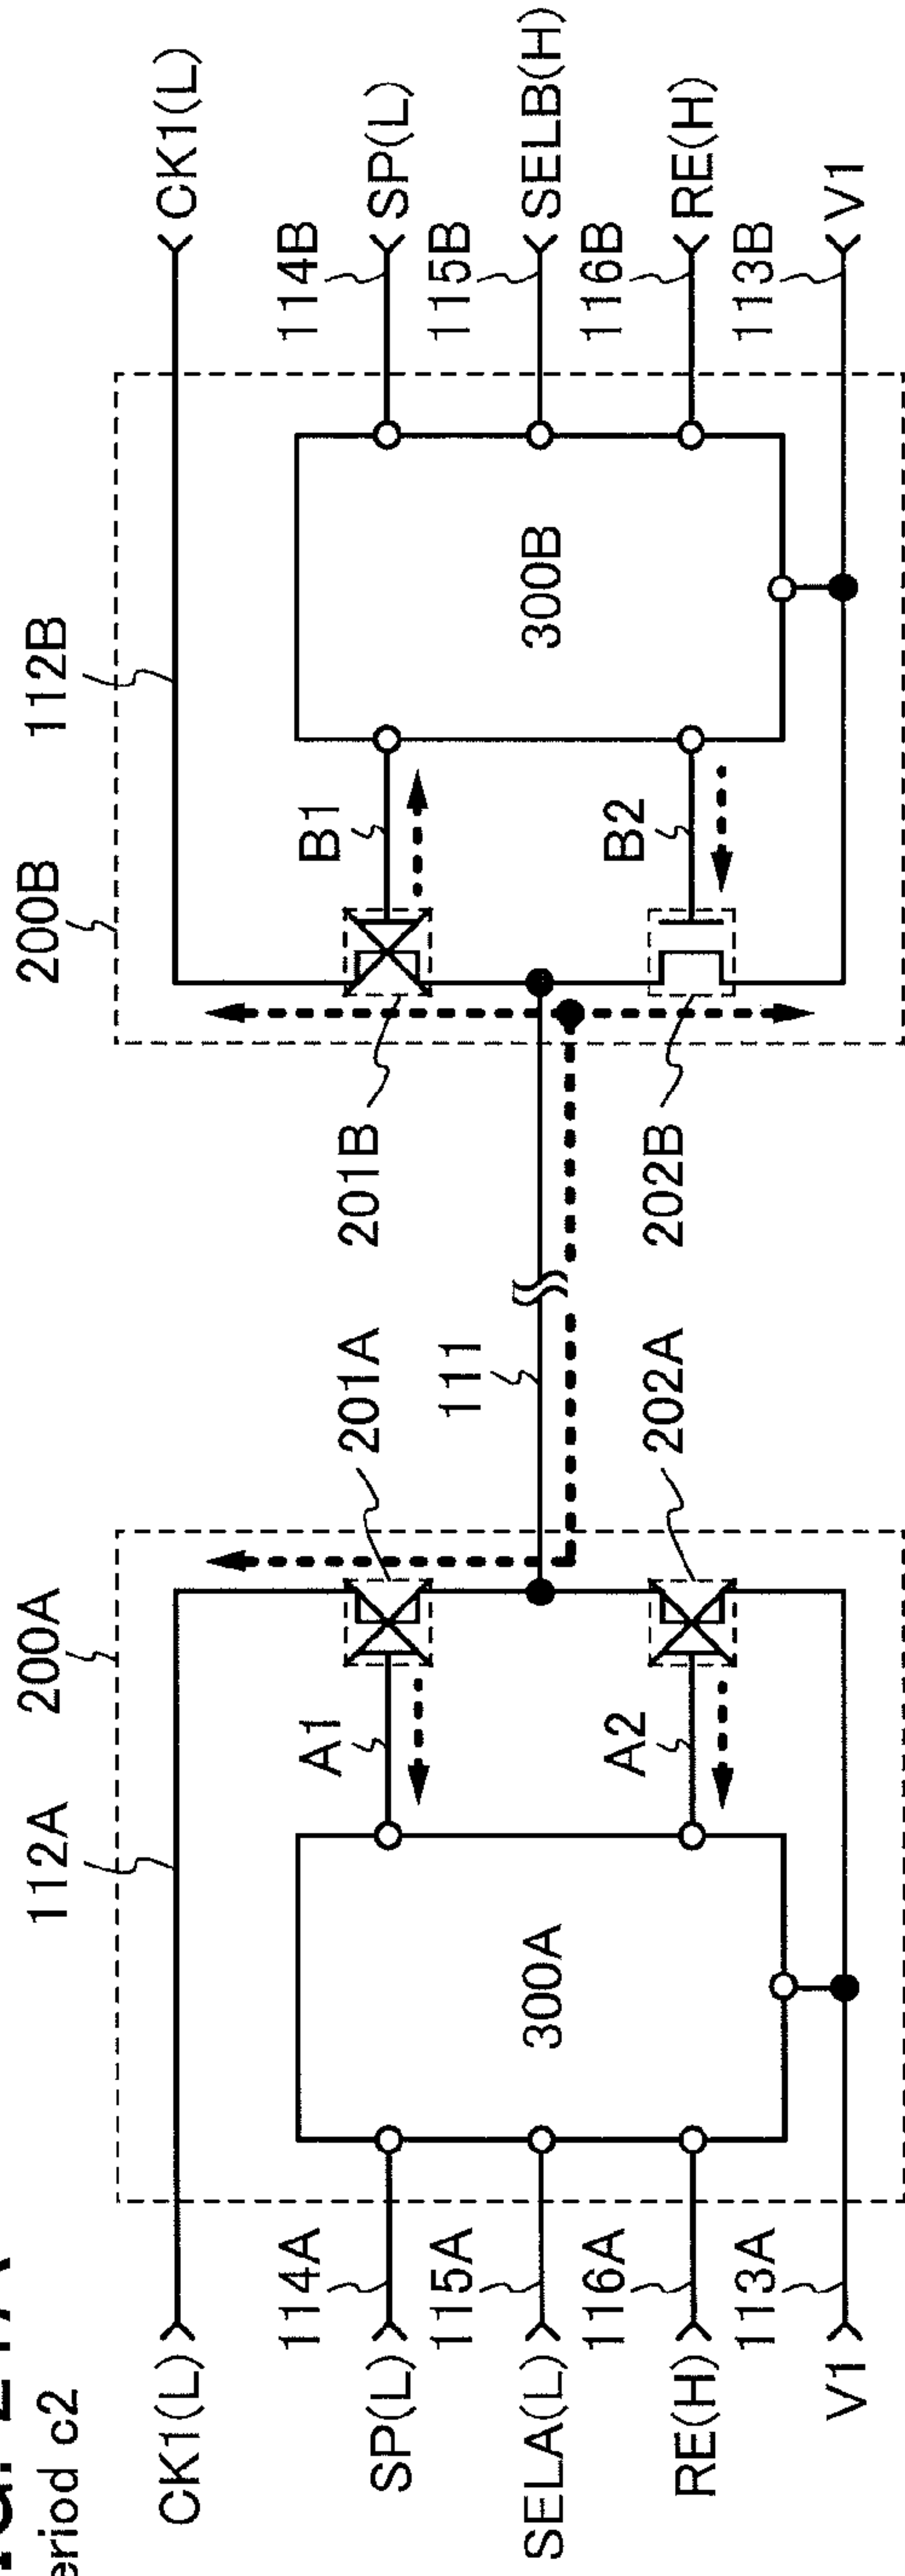 period c2
200A
200B
112A
112B
CK1(L)
CK1(L)
114A
A1
201A
201B
B1
114B
SP(L)
SP(L)
115A
300A
111
300B
115B
SELA(L)
SELB(H)
116A
A2
202A
202B
B2
116B
RE(H)
RE(H)
113A
113B
V1
V1